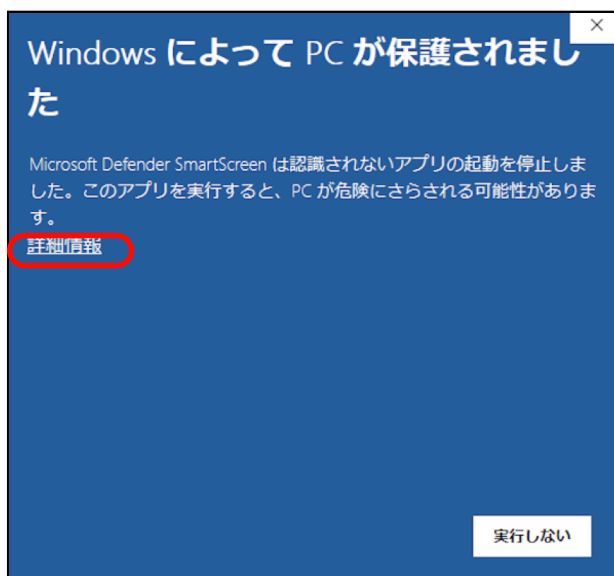 Windows によって PC が保護されまし
た
Microsoft Defender SmartScreen は認識されないアプリの起動を停止しま
した。このアプリを実行すると、PC が危険にさらされる可能性がありま
す。
詳細情報
実行しない